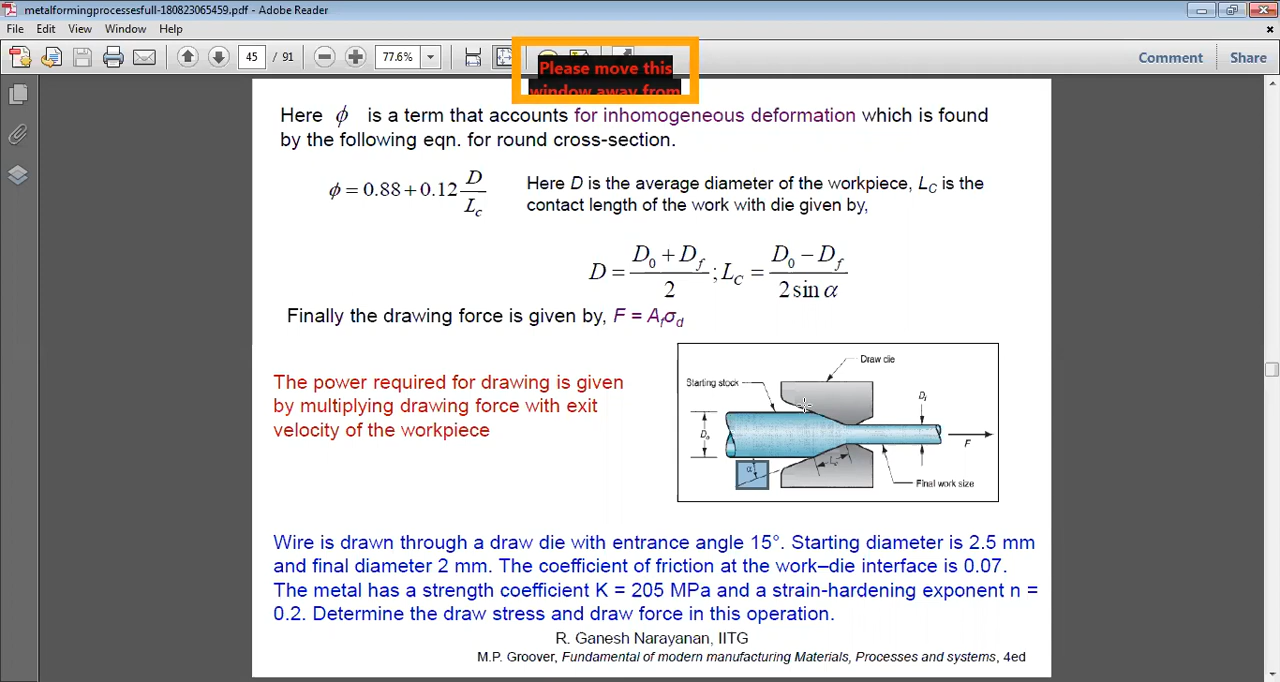 metalformingprocessesfull-180823065459.pdf - Adobe Reader
File Edit View Window Help
45 / 91 77.6% Comment Share
Please move this
window away from
Here ϕ is a term that accounts for inhomogeneous deformation which is found
by the following eqn. for round cross-section.
ϕ = 0.88 + 0.12 D/Lc
Here D is the average diameter of the workpiece, LC is the
contact length of the work with die given by,
D = (D0 + Df)/2 ; LC = (D0 − Df)/(2 sin α)
Finally the drawing force is given by, F = Afσd
The power required for drawing is given
by multiplying drawing force with exit
velocity of the workpiece
Draw die
Starting stock
Df
Do
F
α
Lc
Final work size
Wire is drawn through a draw die with entrance angle 15°. Starting diameter is 2.5 mm
and final diameter 2 mm. The coefficient of friction at the work–die interface is 0.07.
The metal has a strength coefficient K = 205 MPa and a strain-hardening exponent n =
0.2. Determine the draw stress and draw force in this operation.
R. Ganesh Narayanan, IITG
M.P. Groover, Fundamental of modern manufacturing Materials, Processes and systems, 4ed